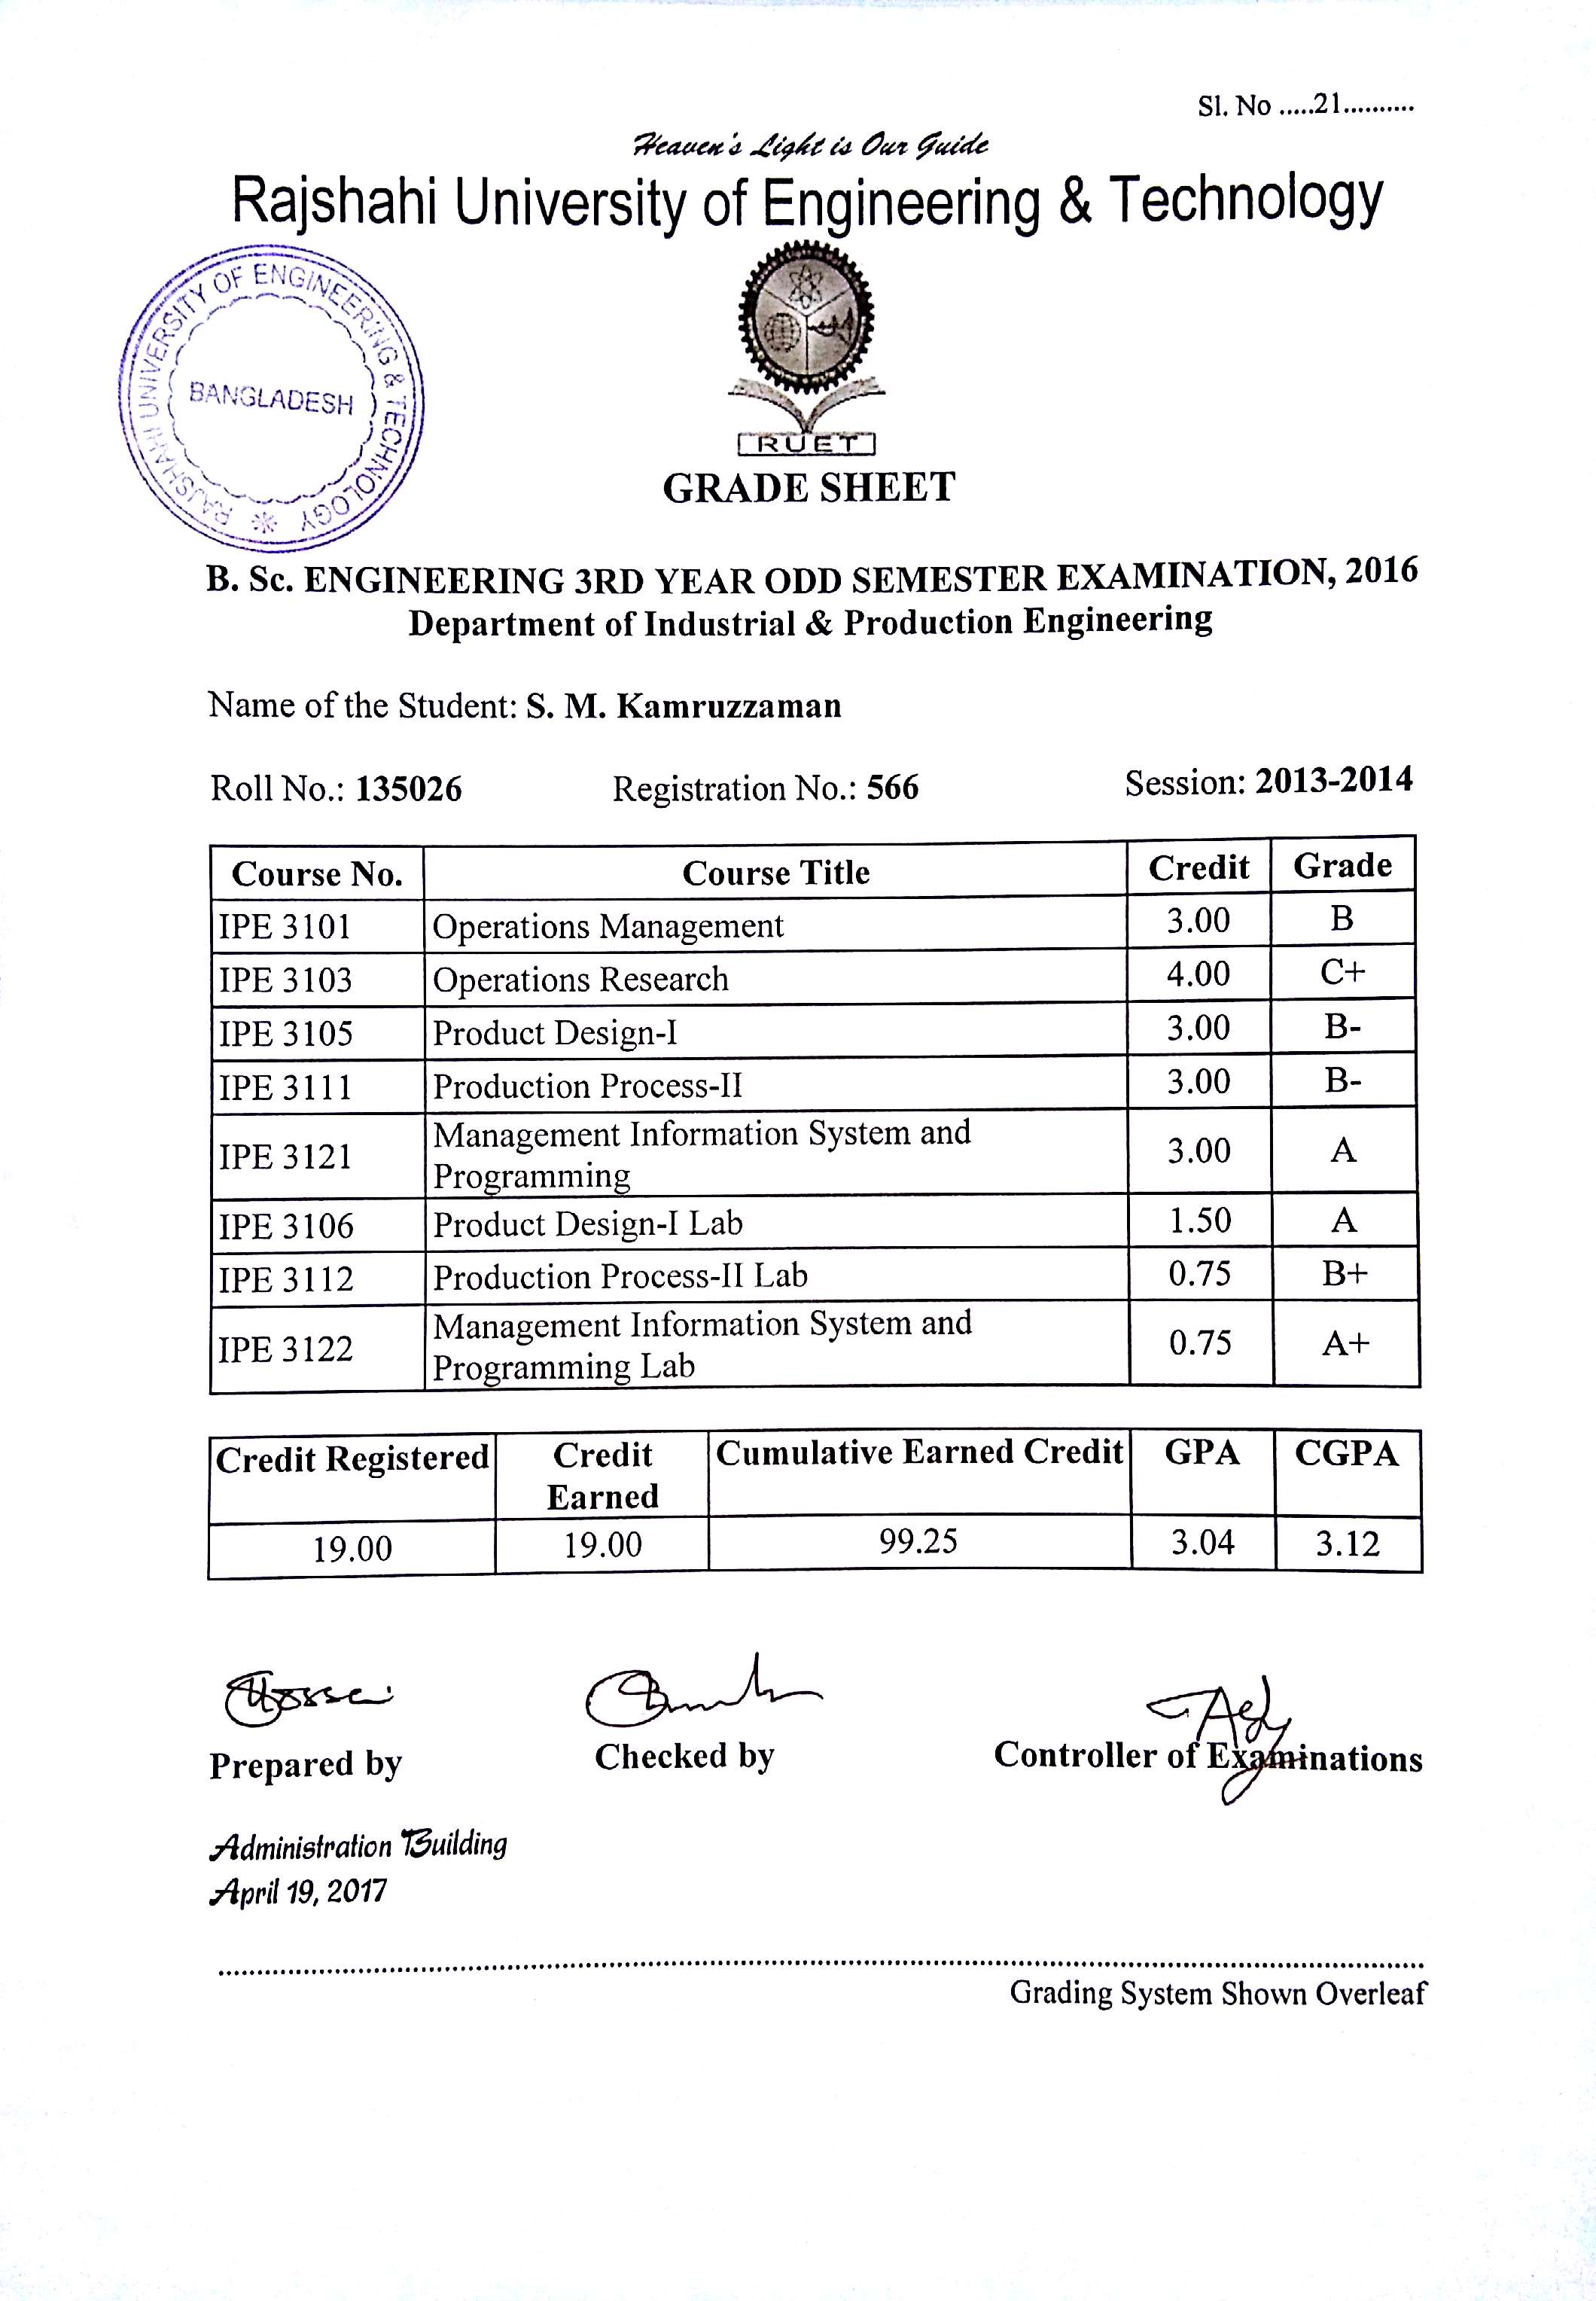 Sl. No .....21..........
Heaven's Light is Our Guide
Rajshahi University of Engineering & Technology
RAJSHAHI UNIVERSITY OF ENGINEERING & TECHNOLOGY
BANGLADESH
RUET
GRADE SHEET
B. Sc. ENGINEERING 3RD YEAR ODD SEMESTER EXAMINATION, 2016
Department of Industrial & Production Engineering
Name of the Student: S. M. Kamruzzaman
Roll No.: 135026 Registration No.: 566 Session: 2013-2014
Course No. Course Title Credit Grade
IPE 3101 Operations Management 3.00 B
IPE 3103 Operations Research 4.00 C+
IPE 3105 Product Design-I 3.00 B-
IPE 3111 Production Process-II 3.00 B-
IPE 3121 Management Information System and
Programming 3.00 A
IPE 3106 Product Design-I Lab 1.50 A
IPE 3112 Production Process-II Lab 0.75 B+
IPE 3122 Management Information System and
Programming Lab 0.75 A+
Credit Registered Credit Cumulative Earned Credit GPA CGPA
Earned
19.00 19.00 99.25 3.04 3.12
Prepared by Checked by Controller of Examinations
Administration Building
April 19, 2017
Grading System Shown Overleaf